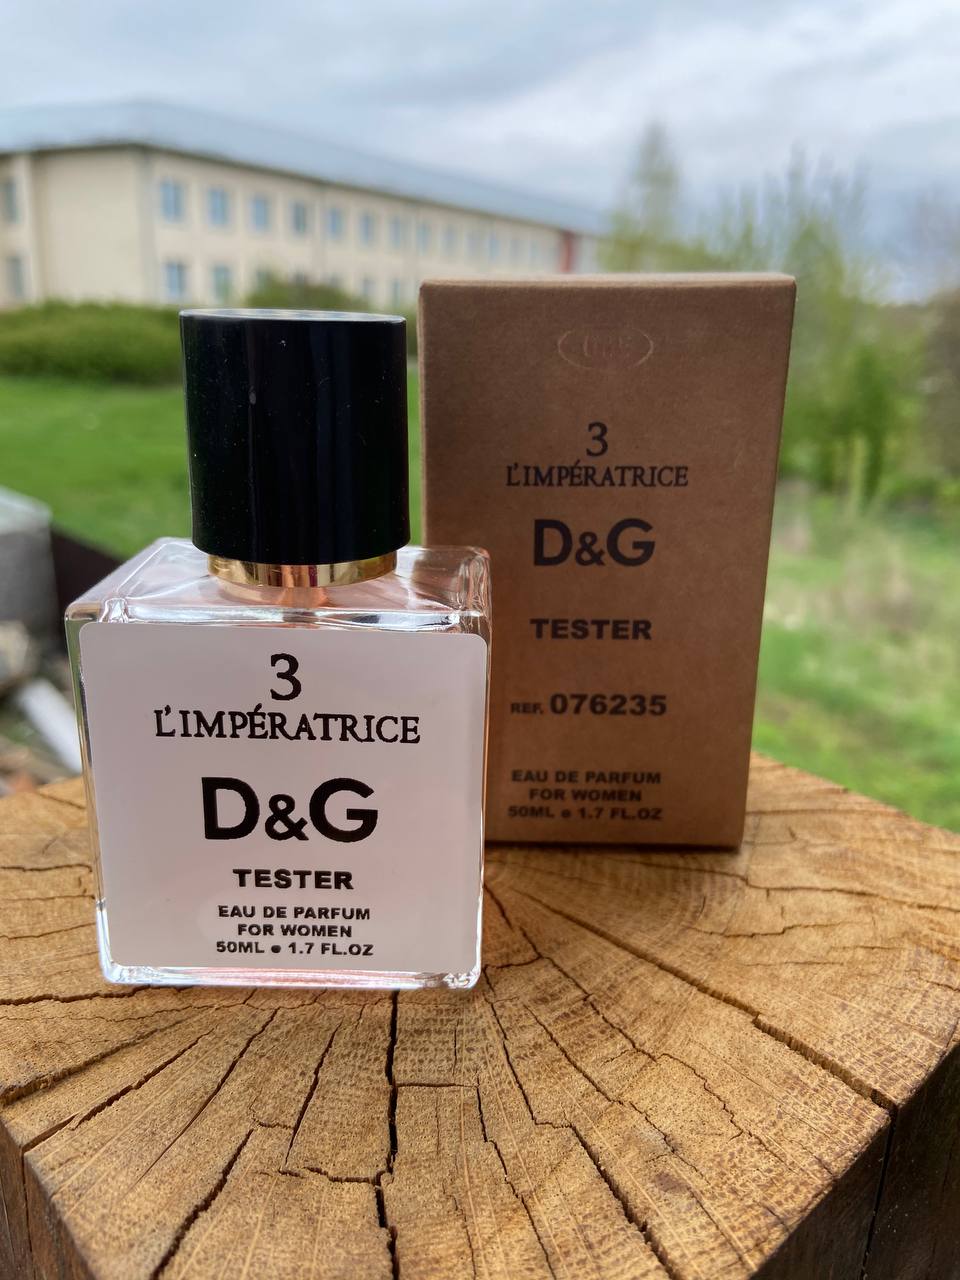 3
L'IMPÉRATRICE
D&G
TESTER
EAU DE PARFUM
FOR WOMEN
50ML e 1.7 FL.OZ
3
L'IMPÉRATRICE
D&G
TESTER
REF. 076235
EAU DE PARFUM
FOR WOMEN
50ML e 1.7 FL.OZ